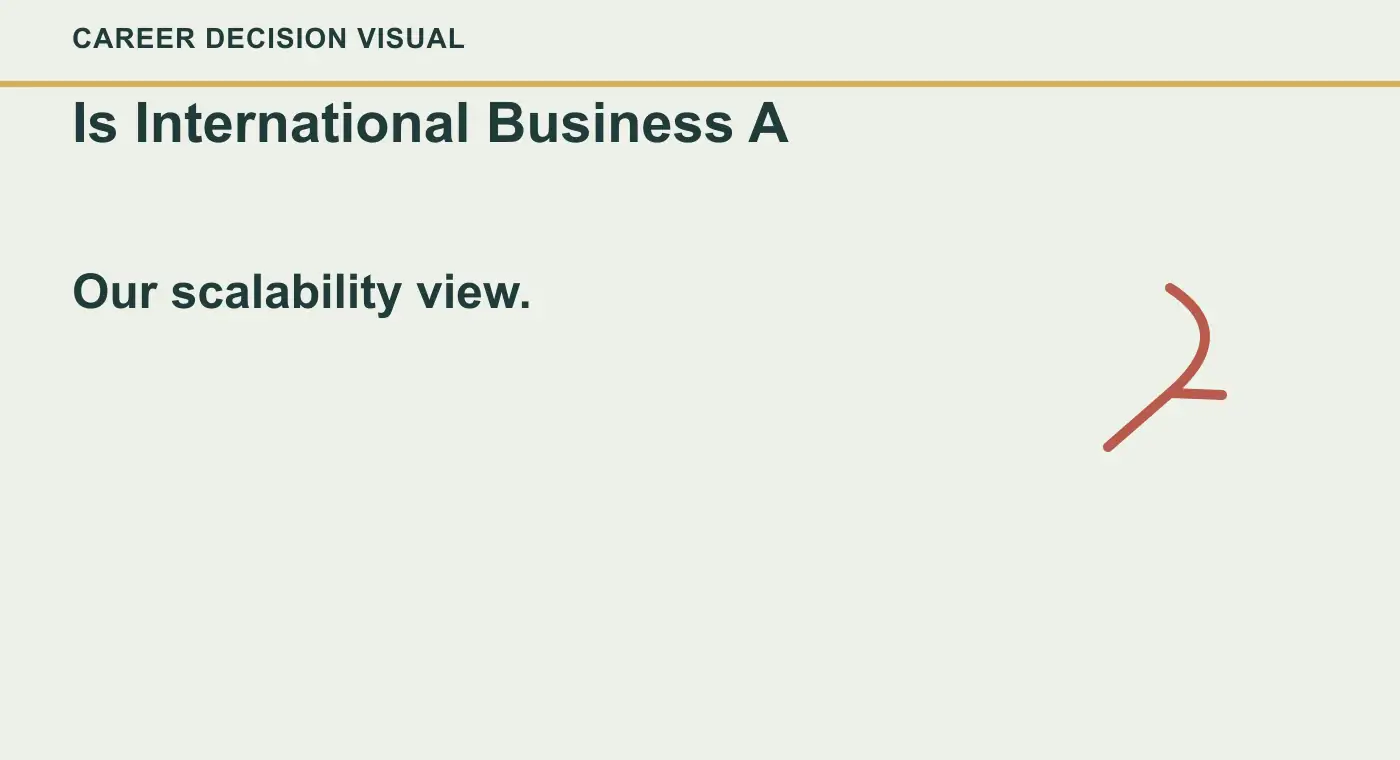 CAREER DECISION VISUAL
Is International Business A
Our scalability view.